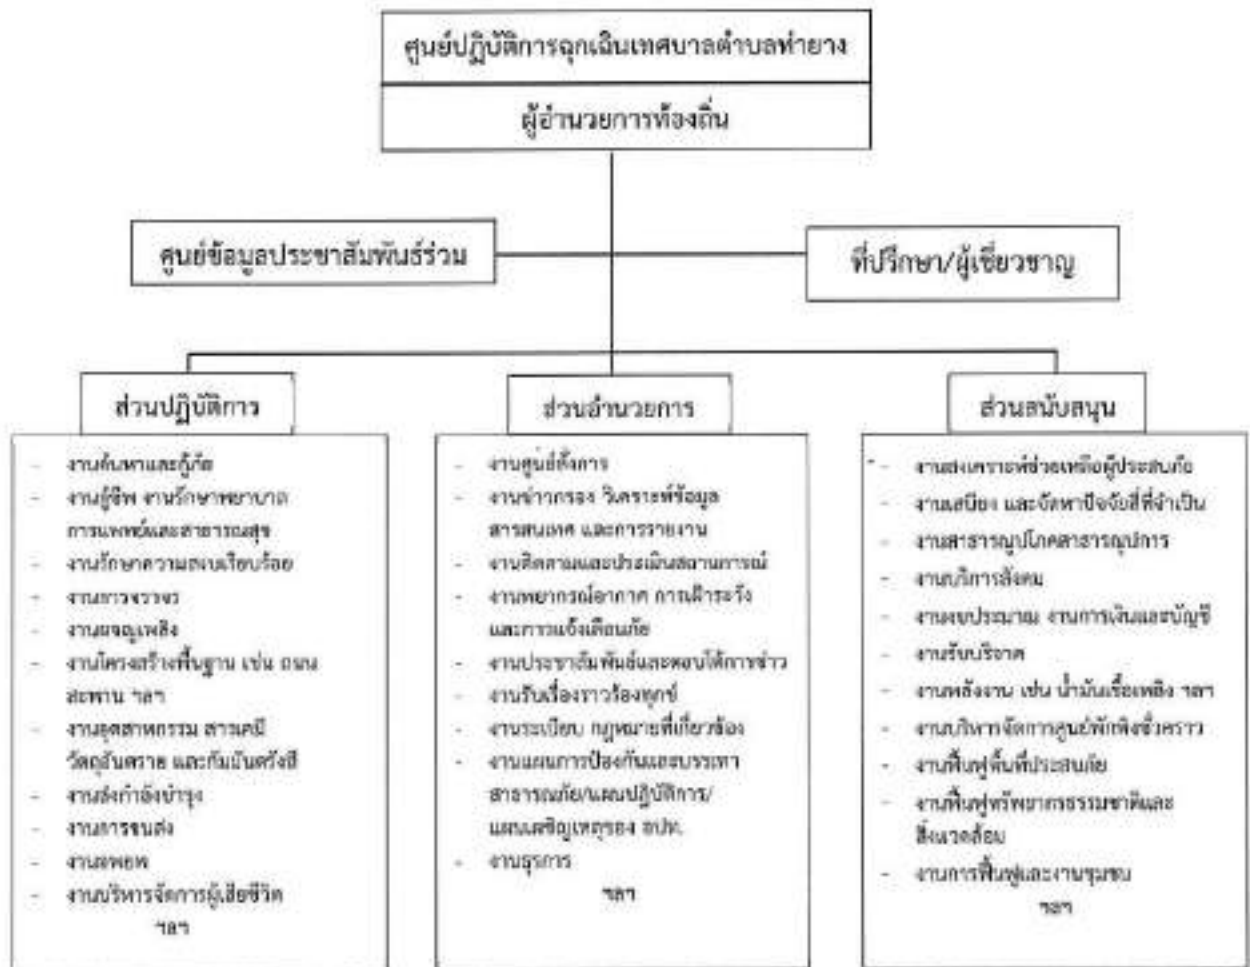 ศูนย์ปฏิบัติการฉุกเฉินเทศบาลตำบลท่ายาง
ผู้อำนวยการท้องถิ่น
ศูนย์ข้อมูลประชาสัมพันธ์ร่วม
ที่ปรึกษา/ผู้เชี่ยวชาญ
ส่วนปฏิบัติการ
- งานค้นหาและกู้ภัย
- งานกู้ชีพ งานรักษาพยาบาล
การแพทย์และสาธารณสุข
- งานรักษาความสงบเรียบร้อย
- งานการจราจร
- งานผจญเพลิง
- งานโครงสร้างพื้นฐาน เช่น ถนน
สะพาน ฯลฯ
- งานอุตสาหกรรม สารเคมี
วัตถุอันตราย และกัมมันตรังสี
- งานส่งกำลังบำรุง
- งานการขนส่ง
- งานอพยพ
- งานบริหารจัดการผู้เสียชีวิต
ฯลฯ
ส่วนอำนวยการ
- งานศูนย์สั่งการ
- งานข่าวกรอง วิเคราะห์ข้อมูล
สารสนเทศ และการรายงาน
- งานติดตามและประเมินสถานการณ์
- งานพยากรณ์อากาศ การเฝ้าระวัง
และการแจ้งเตือนภัย
- งานประชาสัมพันธ์และตอบโต้การข่าว
- งานรับเรื่องราวร้องทุกข์
- งานระเบียบ กฎหมายที่เกี่ยวข้อง
- งานแผนการป้องกันและบรรเทา
สาธารณภัย/แผนปฏิบัติการ/
แผนเผชิญเหตุของ อปท.
- งานธุรการ
ฯลฯ
ส่วนสนับสนุน
- งานสงเคราะห์ช่วยเหลือผู้ประสบภัย
- งานเสบียง และจัดหาปัจจัยสี่ที่จำเป็น
- งานสาธารณูปโภคสาธารณูปการ
- งานบริการสังคม
- งานงบประมาณ งานการเงินและบัญชี
- งานรับบริจาค
- งานพลังงาน เช่น น้ำมันเชื้อเพลิง ฯลฯ
- งานบริหารจัดการศูนย์พักพิงชั่วคราว
- งานฟื้นฟูพื้นที่ประสบภัย
- งานฟื้นฟูทรัพยากรธรรมชาติและ
สิ่งแวดล้อม
- งานการฟื้นฟูและงานชุมชน
ฯลฯ